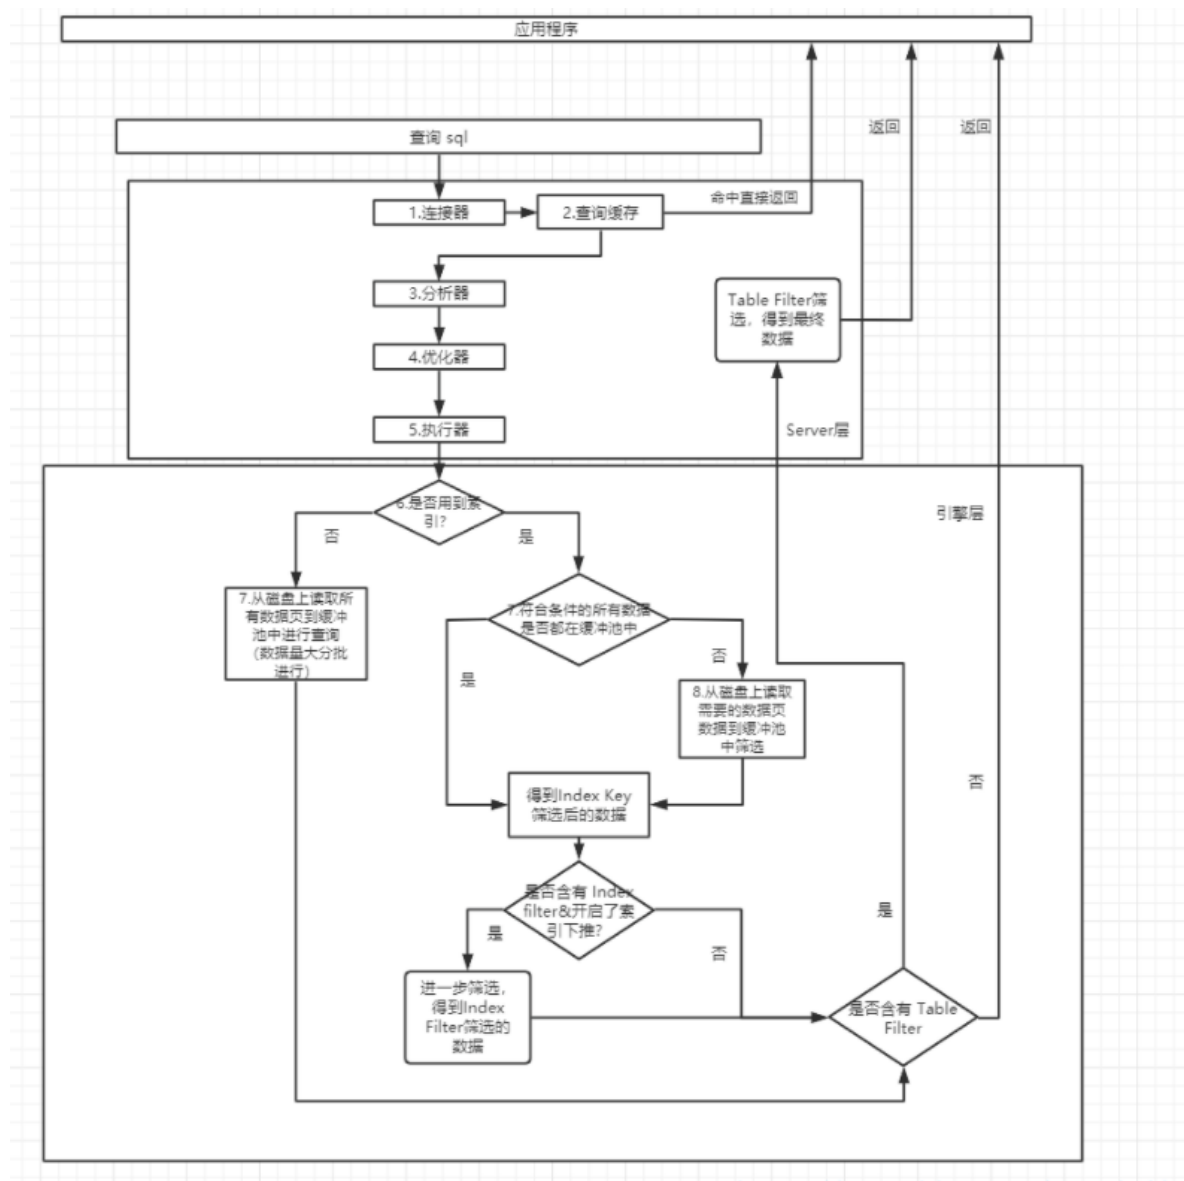 应用程序
返回
返回
查询 sql
命中直接返回
1.连接器
2.查询缓存
3.分析器
Table Filter筛
选，得到最终
数据
4.优化器
5.执行器
Server层
6.是否用到索
引？
引擎层
否
是
7.从磁盘上读取所
有数据页到缓冲
池中进行查询
（数据量大分批
进行）
7.符合条件的所有数据
是否都在缓冲池中
是
否
8.从磁盘上读取
需要的数据页
数据到缓冲池
中筛选
否
得到Index Key
筛选后的数据
是否含有 Index
filter&开启了索
引下推？
是
是
否
进一步筛选，
得到Index
Filter筛选的
数据
是否含有 Table
Filter